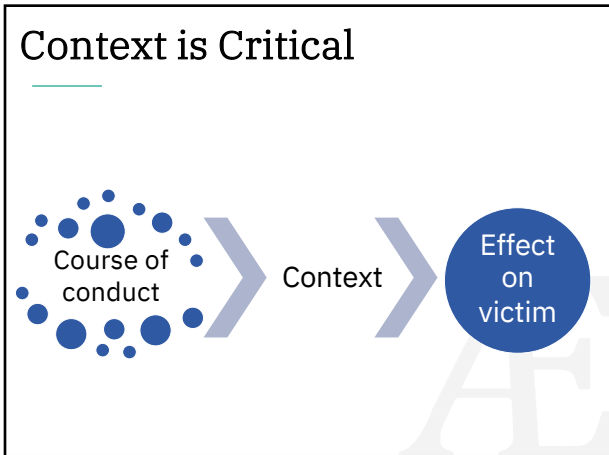 Context is Critical
Course of
conduct
Context
Effect
on
victim
Æ